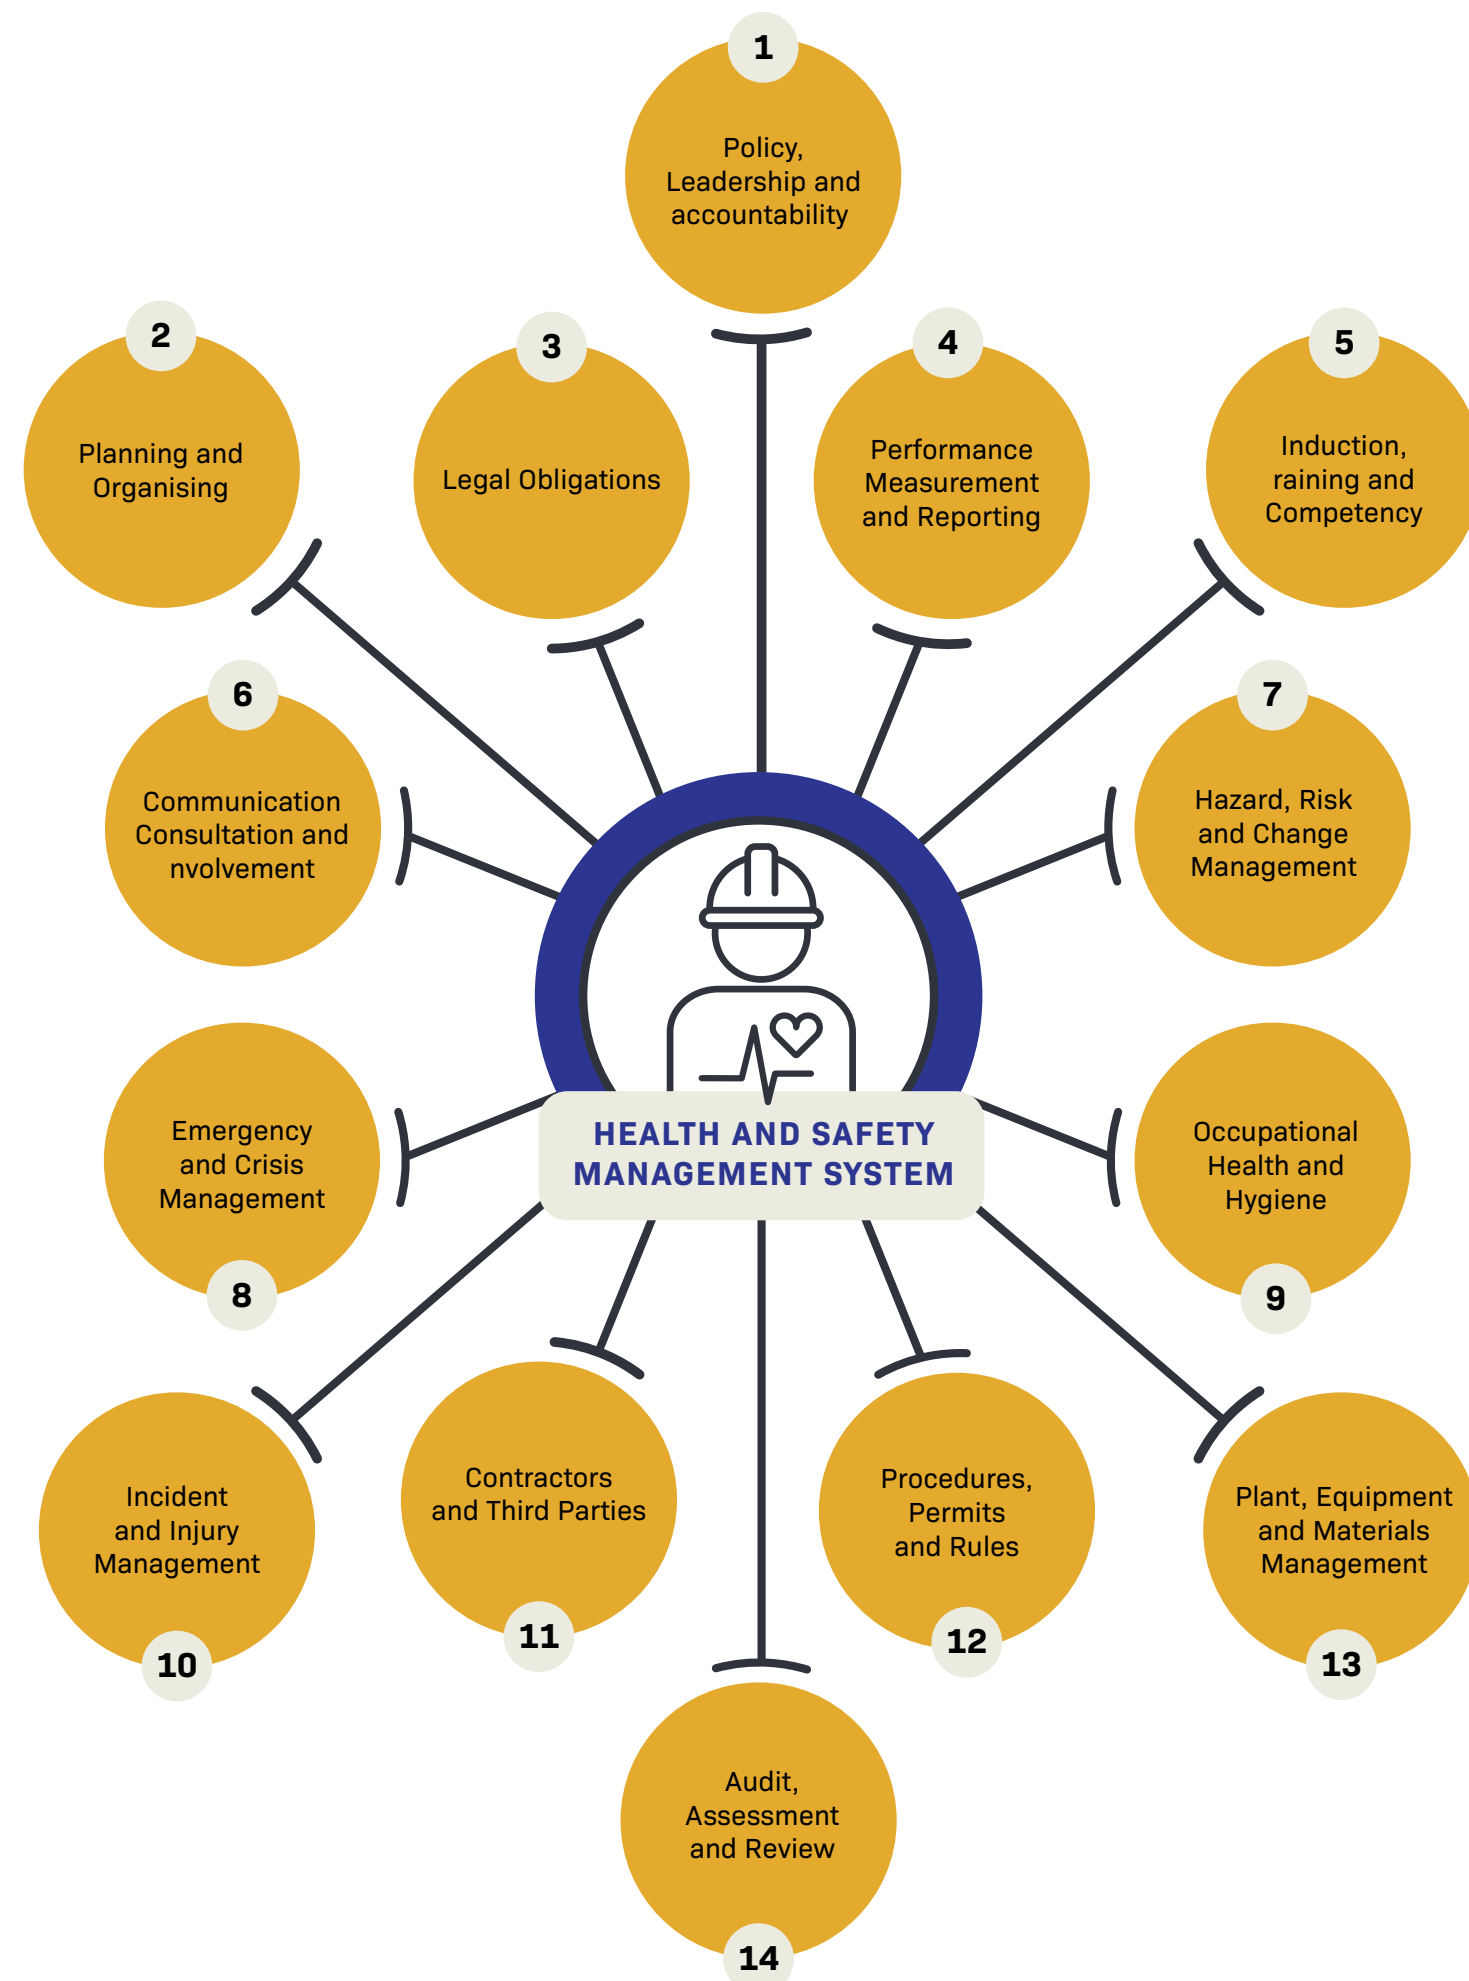 1
Policy,
Leadership and
accountability
2
Planning and
Organising
3
Legal Obligations
4
Performance
Measurement
and Reporting
5
Induction,
raining and
Competency
6
Communication
Consultation and
nvolvement
7
Hazard, Risk
and Change
Management
HEALTH AND SAFETY
MANAGEMENT SYSTEM
Emergency
and Crisis
Management
8
Occupational
Health and
Hygiene
9
Incident
and Injury
Management
10
Contractors
and Third Parties
11
Procedures,
Permits
and Rules
12
Plant, Equipment
and Materials
Management
13
Audit,
Assessment
and Review
14